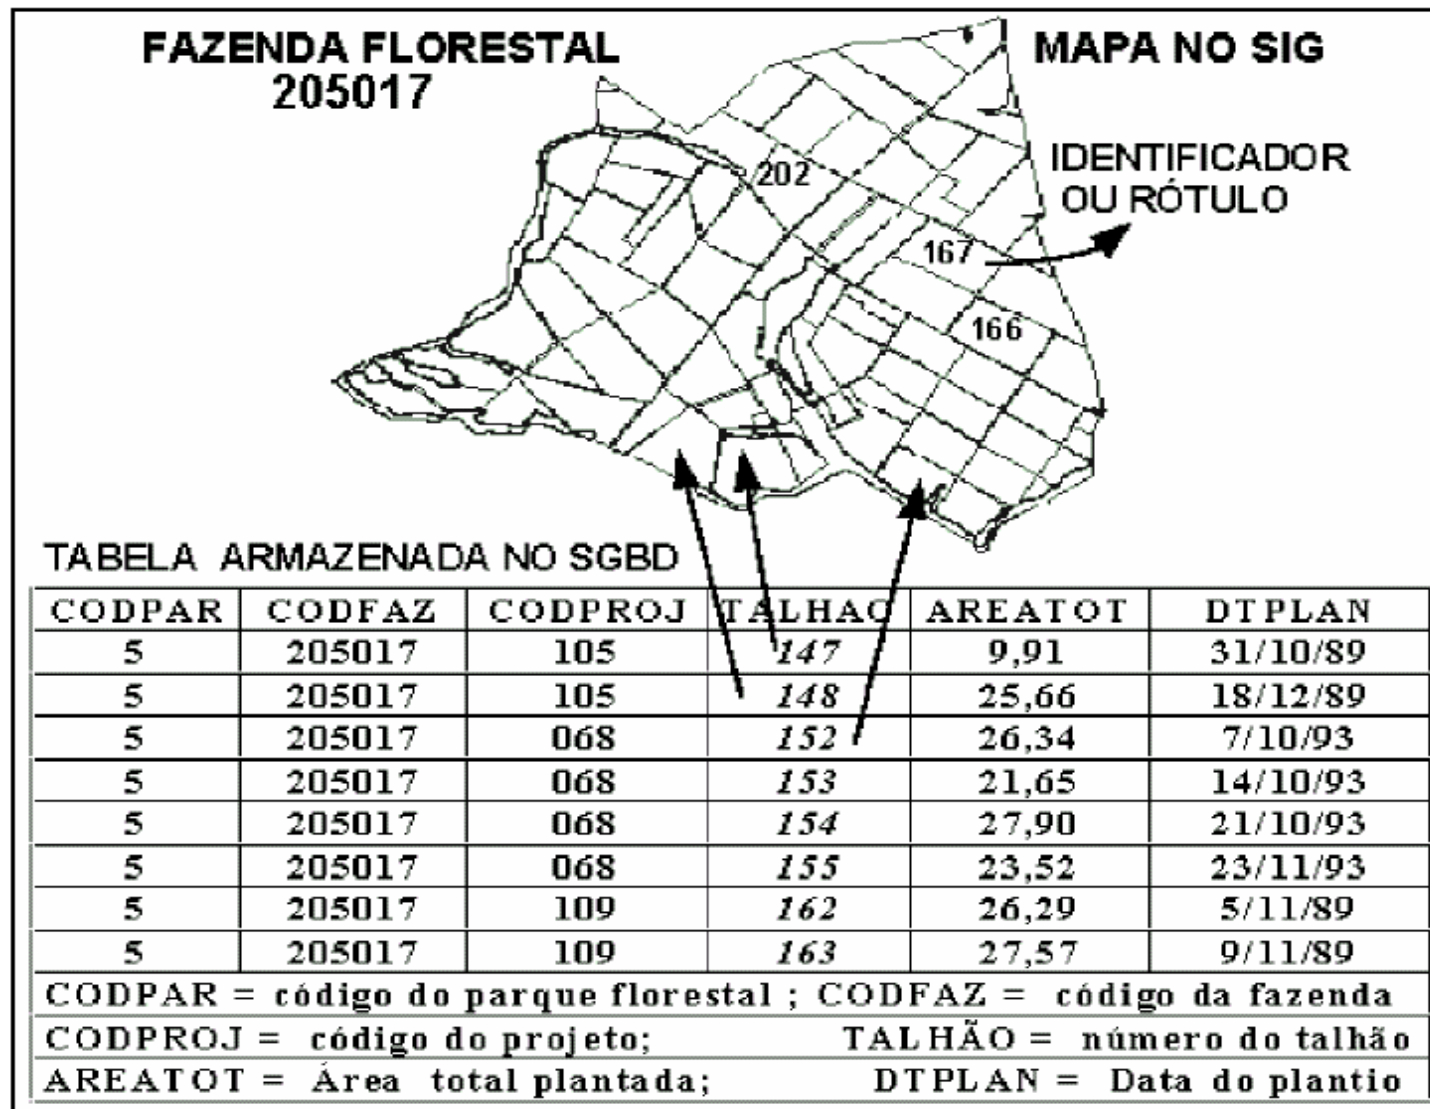 FAZENDA FLORESTAL
205017
MAPA NO SIG
IDENTIFICADOR
OU RÓTULO
202
167
166
TABELA ARMAZENADA NO SGBD
CODPAR CODFAZ CODPROJ TALHAO AREATOT DTPLAN
5 205017 105 147 9,91 31/10/89
5 205017 105 148 25,66 18/12/89
5 205017 068 152 26,34 7/10/93
5 205017 068 153 21,65 14/10/93
5 205017 068 154 27,90 21/10/93
5 205017 068 155 23,52 23/11/93
5 205017 109 162 26,29 5/11/89
5 205017 109 163 27,57 9/11/89
CODPAR = código do parque florestal ; CODFAZ = código da fazenda
CODPROJ = código do projeto; TALHÃO = número do talhão
AREATOT = Área total plantada; DTPLAN = Data do plantio